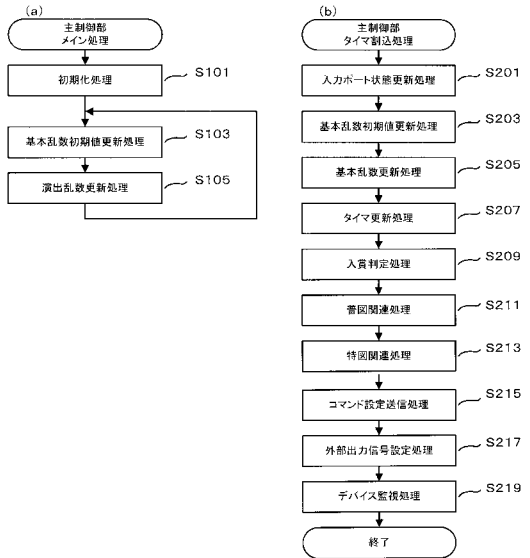 (a)
主制御部
メイン処理
初期化処理
S101
基本乱数初期値更新処理
S103
演出乱数更新処理
S105
(b)
主制御部
タイマ割込処理
入力ポート状態更新処理
S201
基本乱数初期値更新処理
S203
基本乱数更新処理
S205
タイマ更新処理
S207
入賞判定処理
S209
普図関連処理
S211
特図関連処理
S213
コマンド設定送信処理
S215
外部出力信号設定処理
S217
デバイス監視処理
S219
終了